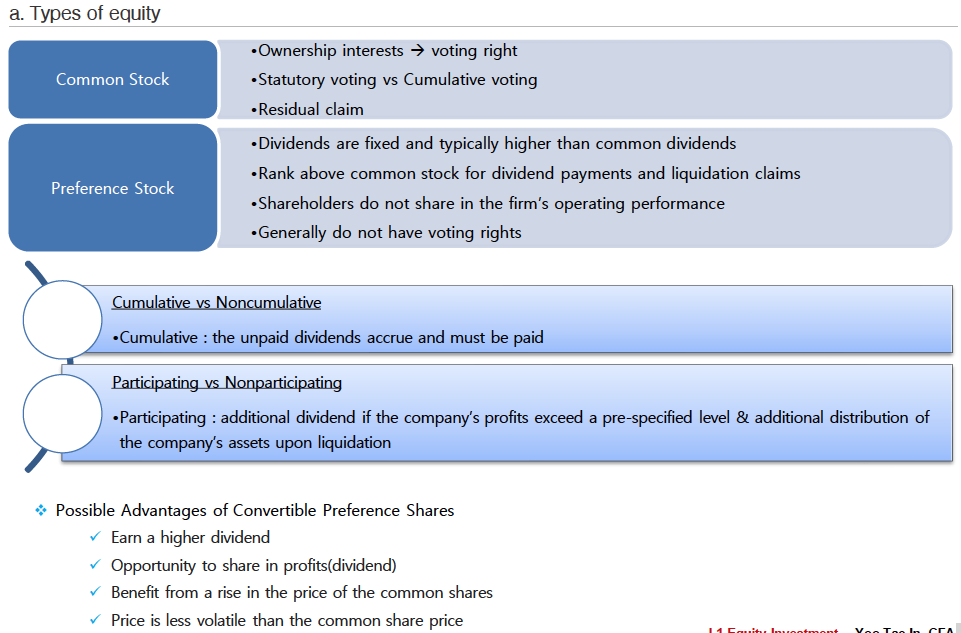 a. Types of equity
Common Stock
•Ownership interests → voting right
•Statutory voting vs Cumulative voting
•Residual claim
Preference Stock
•Dividends are fixed and typically higher than common dividends
•Rank above common stock for dividend payments and liquidation claims
•Shareholders do not share in the firm's operating performance
•Generally do not have voting rights
Cumulative vs Noncumulative
•Cumulative : the unpaid dividends accrue and must be paid
Participating vs Nonparticipating
•Participating : additional dividend if the company's profits exceed a pre-specified level & additional distribution of
the company's assets upon liquidation
❖ Possible Advantages of Convertible Preference Shares
✓ Earn a higher dividend
✓ Opportunity to share in profits(dividend)
✓ Benefit from a rise in the price of the common shares
✓ Price is less volatile than the common share price
L1 Equity Investment Tae In, CFA